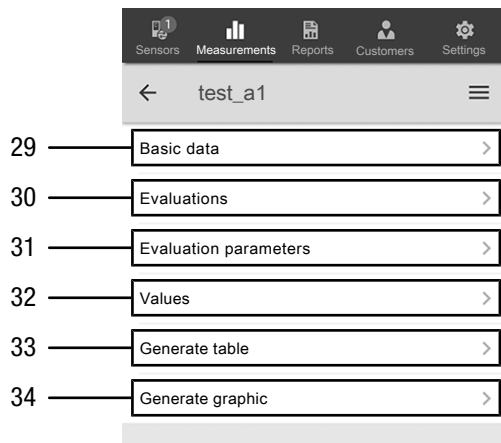 1
Sensors Measurements Reports Customers Settings
test_a1
29 Basic data
30 Evaluations
31 Evaluation parameters
32 Values
33 Generate table
34 Generate graphic